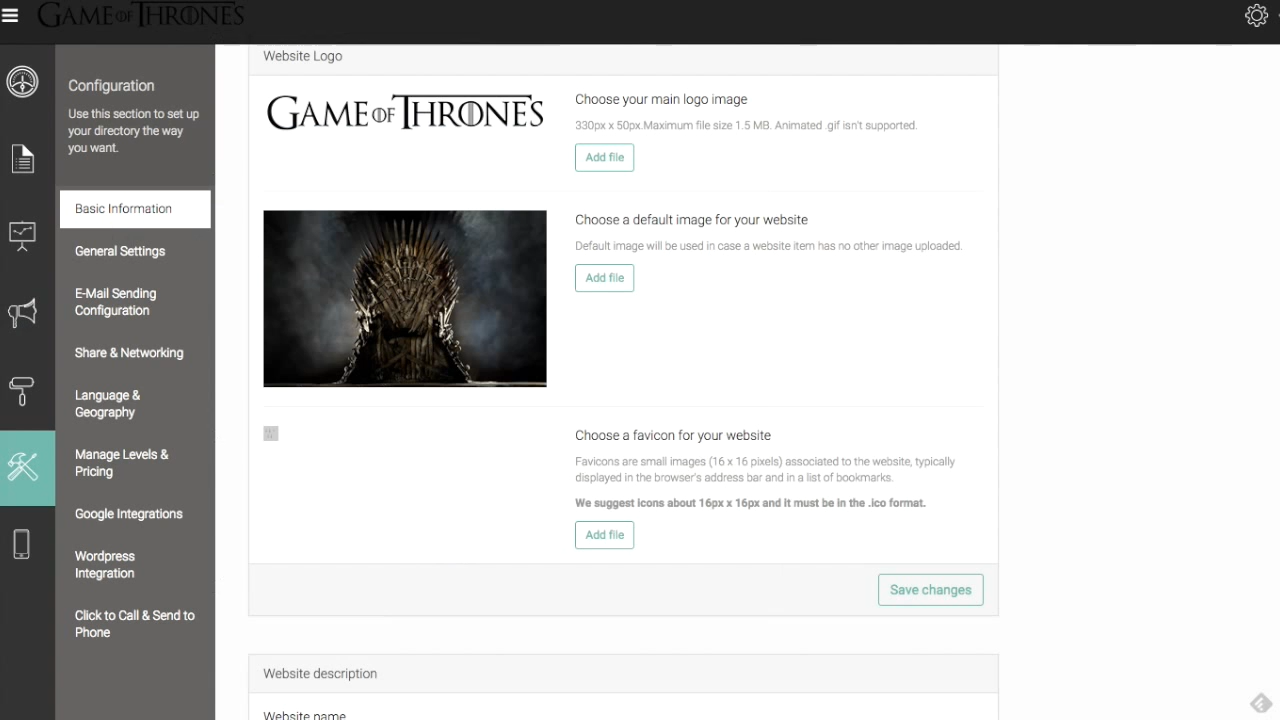 GAME OF THRONES
Configuration
Use this section to set up
your directory the way
you want.
Basic Information
General Settings
E-Mail Sending
Configuration
Share & Networking
Language &
Geography
Manage Levels &
Pricing
Google Integrations
Wordpress
Integration
Click to Call & Send to
Phone
Website Logo
GAME OF THRONES
Choose your main logo image
330px x 50px.Maximum file size 1.5 MB. Animated .gif isn't supported.
Add file
Choose a default image for your website
Default image will be used in case a website item has no other image uploaded.
Add file
Choose a favicon for your website
Favicons are small images (16 x 16 pixels) associated to the website, typically
displayed in the browser's address bar and in a list of bookmarks.
We suggest icons about 16px x 16px and it must be in the .ico format.
Add file
Save changes
Website description
Website name